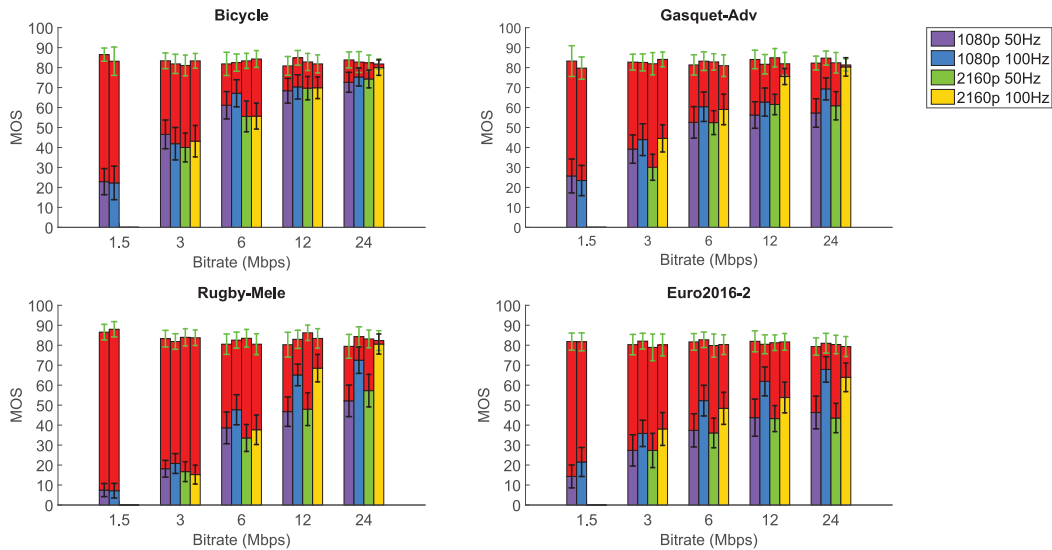 Bicycle
MOS
100
90
80
70
60
50
40
30
20
10
0
1.5 3 6 12 24
Bitrate (Mbps)
Gasquet-Adv
MOS
100
90
80
70
60
50
40
30
20
10
0
1.5 3 6 12 24
Bitrate (Mbps)
1080p 50Hz
1080p 100Hz
2160p 50Hz
2160p 100Hz
Rugby-Mele
MOS
100
90
80
70
60
50
40
30
20
10
0
1.5 3 6 12 24
Bitrate (Mbps)
Euro2016-2
MOS
100
90
80
70
60
50
40
30
20
10
0
1.5 3 6 12 24
Bitrate (Mbps)